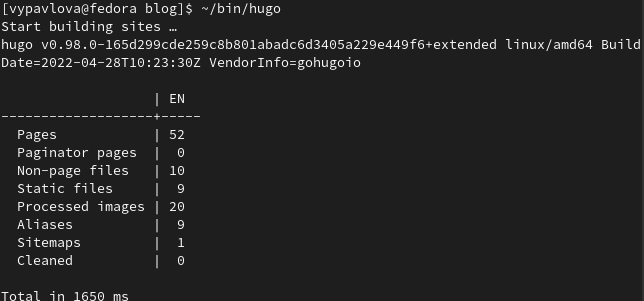 [vypavlova@fedora blog]$ ~/bin/hugo
Start building sites …
hugo v0.98.0-165d299cde259c8b801abadc6d3405a229e449f6+extended linux/amd64 Build
Date=2022-04-28T10:23:30Z VendorInfo=gohugoio

                   | EN
-------------------+-----
  Pages            | 52
  Paginator pages  |  0
  Non-page files   | 10
  Static files     |  9
  Processed images | 20
  Aliases          |  9
  Sitemaps         |  1
  Cleaned          |  0

Total in 1650 ms